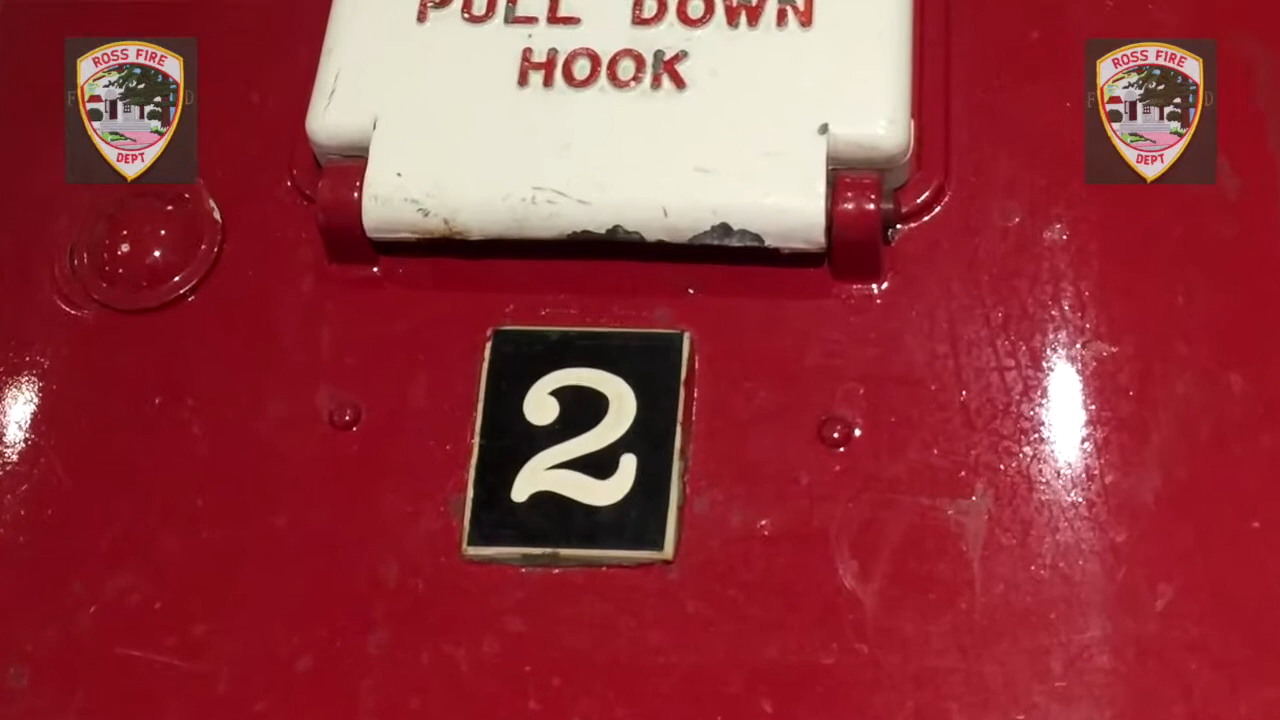 PULL DOWN
HOOK
ROSS FIRE
F D
DEPT
ROSS FIRE
F D
DEPT
2